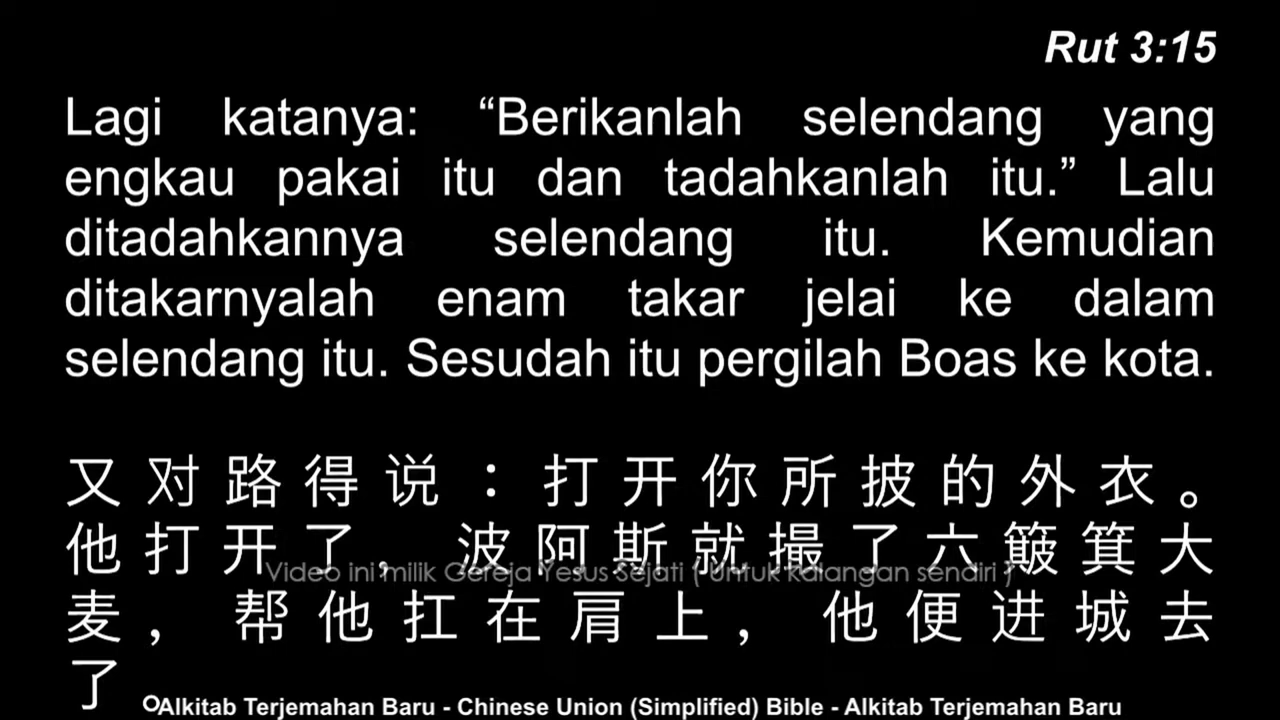 Rut 3:15
Lagi katanya: “Berikanlah selendang yang
engkau pakai itu dan tadahkanlah itu.” Lalu
ditadahkannya selendang itu. Kemudian
ditakarnyalah enam takar jelai ke dalam
selendang itu. Sesudah itu pergilah Boas ke kota.
又对路得说：打开你所披的外衣。
他打开了，波阿斯就撮了六簸箕大
Video ini milik Gereja Yesus Sejati ( Untuk kalangan sendiri )
麦，帮他扛在肩上，他便进城去
了。
Alkitab Terjemahan Baru - Chinese Union (Simplified) Bible - Alkitab Terjemahan Baru